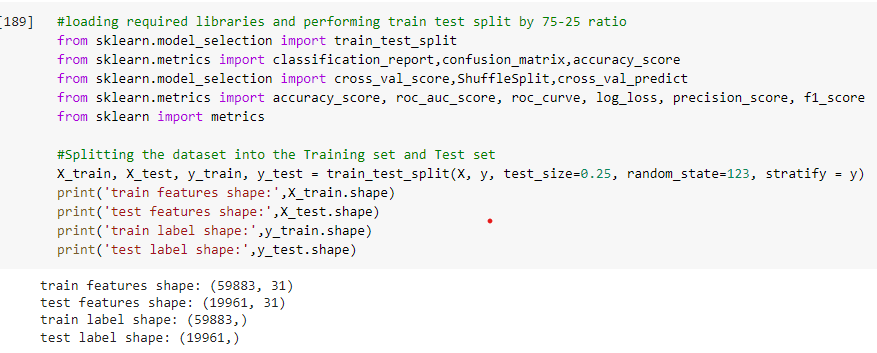 [189] #loading required libraries and performing train test split by 75-25 ratio
from sklearn.model_selection import train_test_split
from sklearn.metrics import classification_report,confusion_matrix,accuracy_score
from sklearn.model_selection import cross_val_score,ShuffleSplit,cross_val_predict
from sklearn.metrics import accuracy_score, roc_auc_score, roc_curve, log_loss, precision_score, f1_score
from sklearn import metrics
#Splitting the dataset into the Training set and Test set
X_train, X_test, y_train, y_test = train_test_split(X, y, test_size=0.25, random_state=123, stratify = y)
print('train features shape:',X_train.shape)
print('test features shape:',X_test.shape)
print('train label shape:',y_train.shape)
print('test label shape:',y_test.shape)
train features shape: (59883, 31)
test features shape: (19961, 31)
train label shape: (59883,)
test label shape: (19961,)